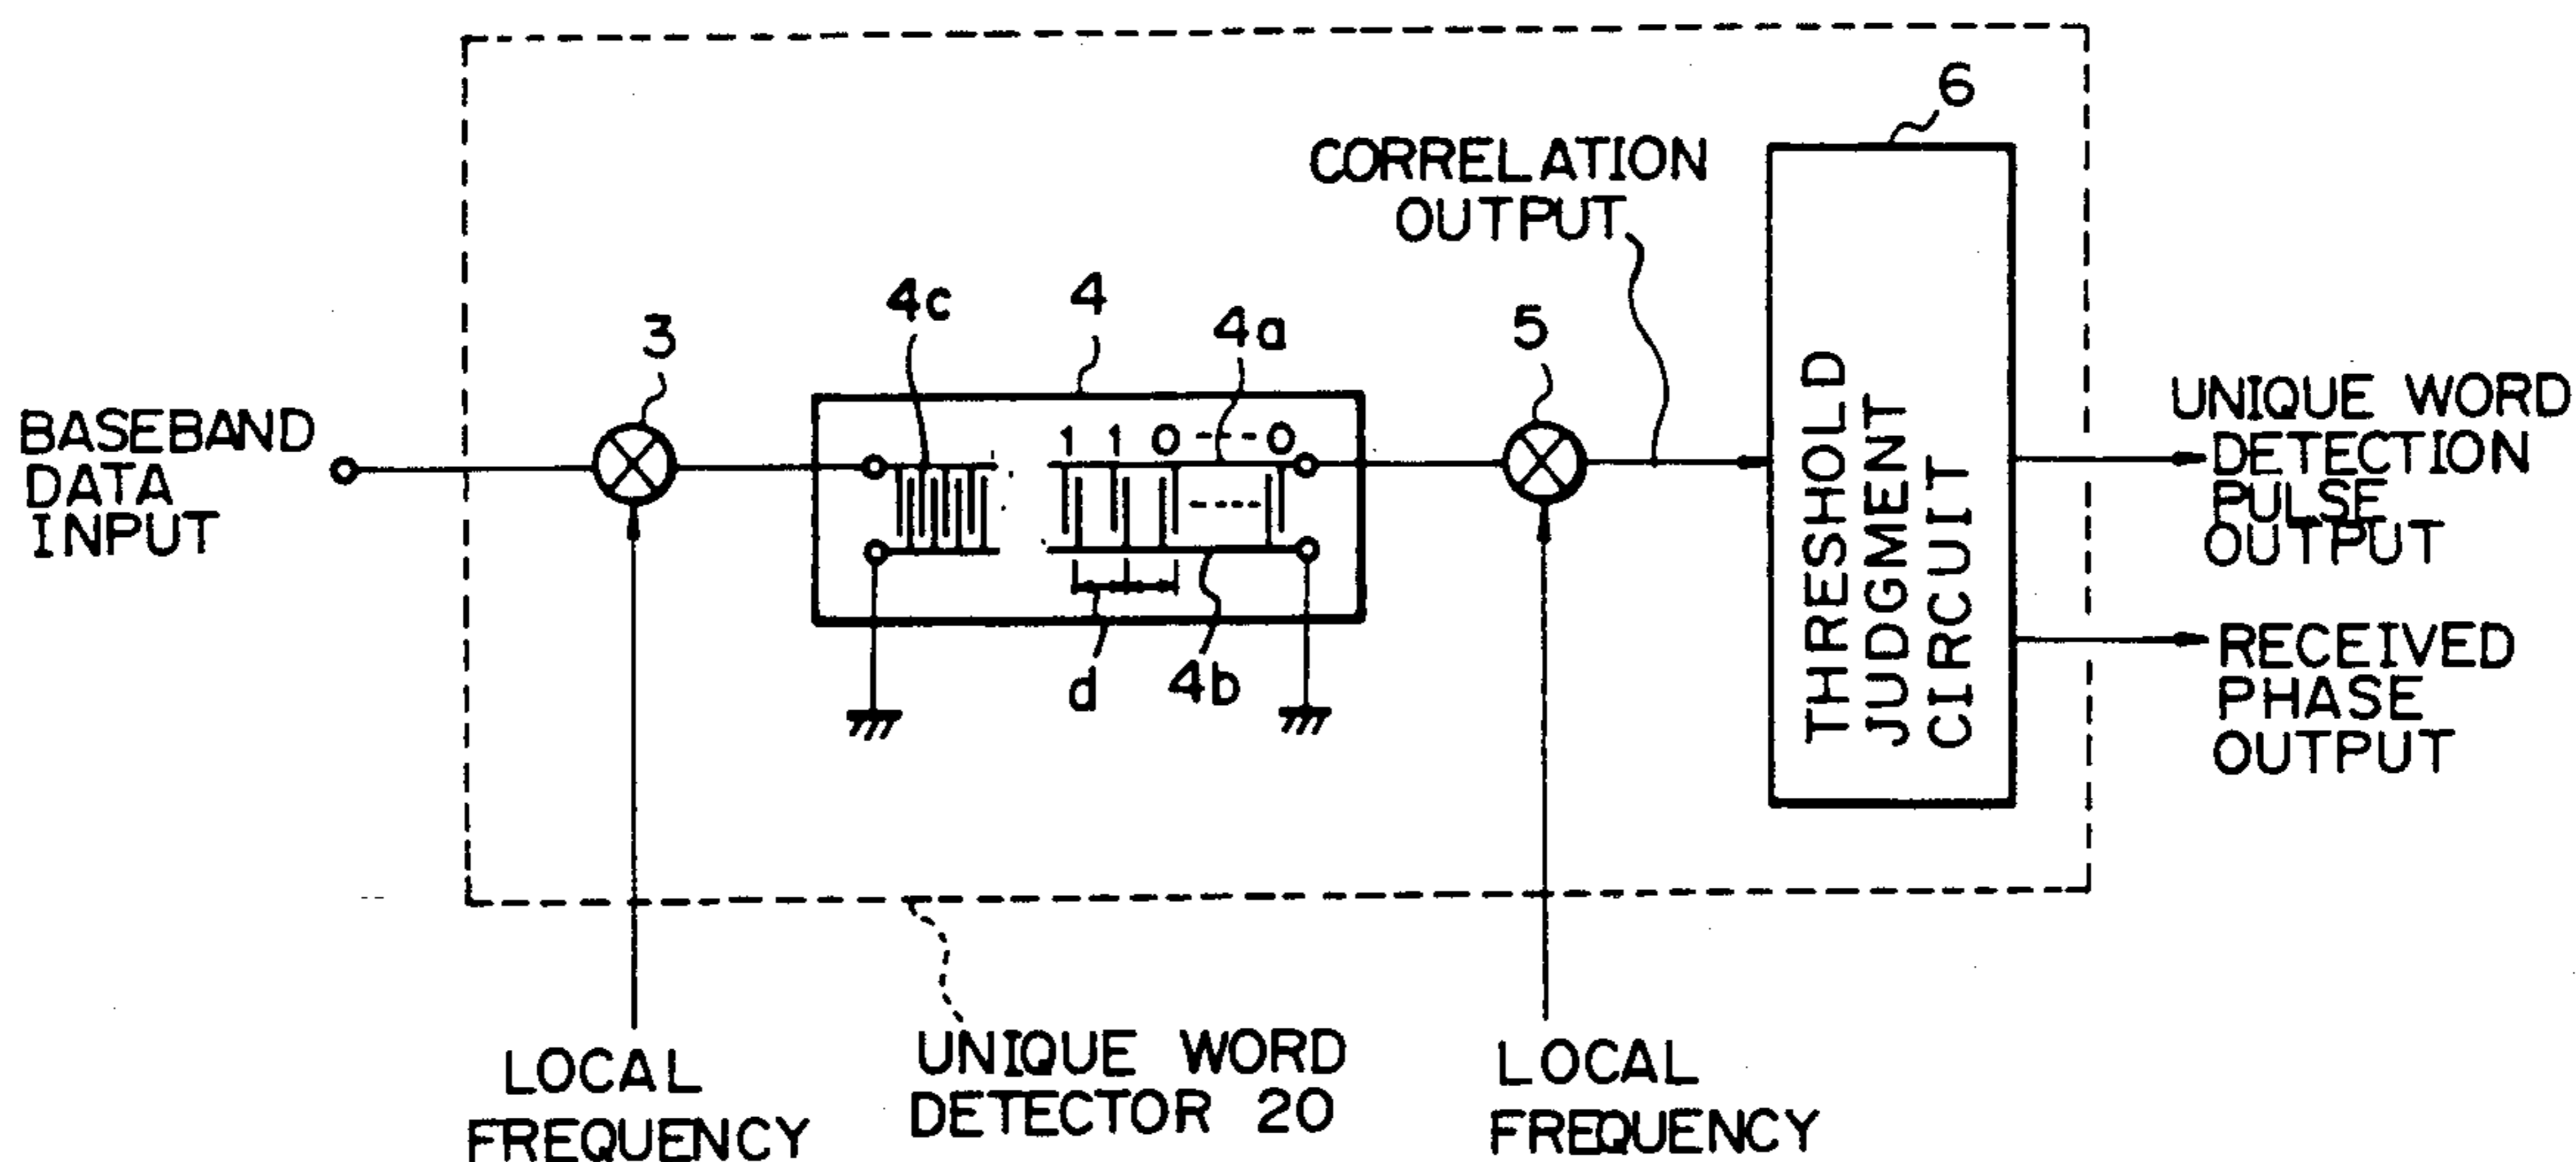 6
CORRELATION
OUTPUT
4c
4
4a
3
5
1 1 0 ---- 0
BASEBAND
DATA
INPUT
THRESHOLD
JUDGMENT
CIRCUIT
UNIQUE WORD
DETECTION
PULSE
OUTPUT
d
4b
RECEIVED
PHASE
OUTPUT
LOCAL
FREQUENCY
UNIQUE WORD
DETECTOR 20
LOCAL
FREQUENCY